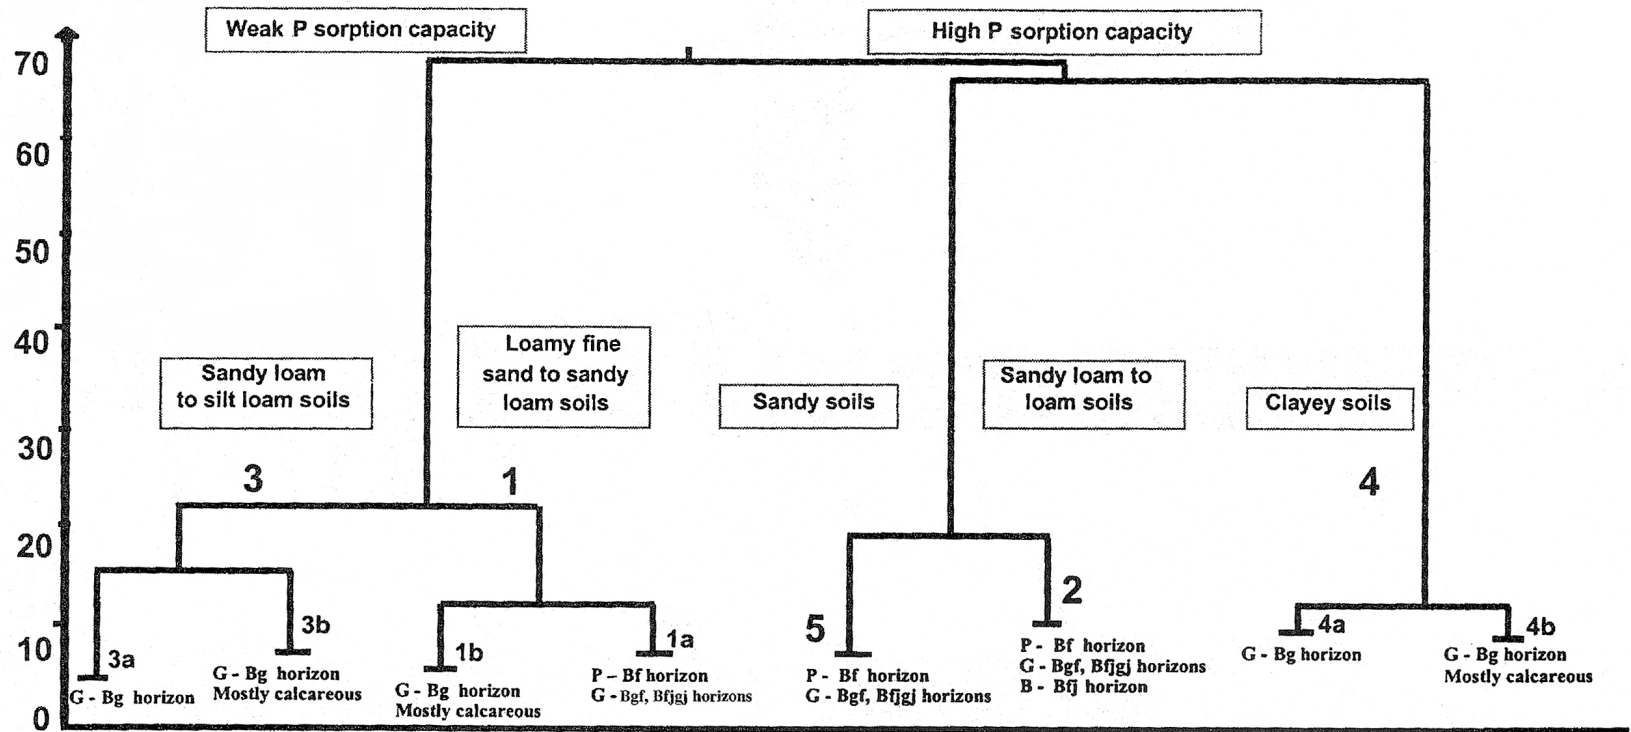 Weak P sorption capacity
High P sorption capacity
70
60
50
40
30
20
10
0
Sandy loam
to silt loam soils
Loamy fine
sand to sandy
loam soils
Sandy soils
Sandy loam to
loam soils
Clayey soils
3
1
4
5
2
3a
G - Bg horizon
3b
G - Bg horizon
Mostly calcareous
1b
G - Bg horizon
Mostly calcareous
1a
P – Bf horizon
G - Bgf, Bfjgj horizons
P - Bf horizon
G - Bgf, Bfjgj horizons
P - Bf horizon
G - Bgf, Bfjgj horizons
B - Bfj horizon
4a
G - Bg horizon
4b
G - Bg horizon
Mostly calcareous